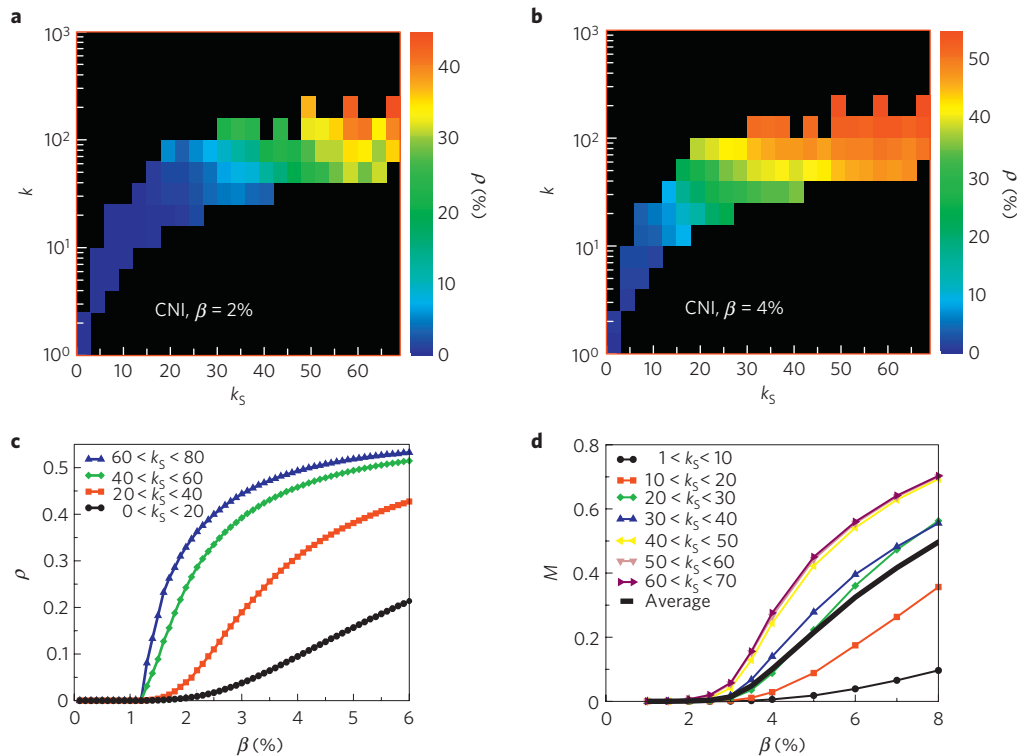 a
10³
10²
10¹
10⁰
k
CNI, β = 2%
0 10 20 30 40 50 60
kS
40
30
20
10
0
ρ (%)
b
10³
10²
10¹
10⁰
k
CNI, β = 4%
0 10 20 30 40 50 60
kS
50
40
30
20
10
0
ρ (%)
c
0.5
0.4
0.3
0.2
0.1
0
ρ
60 < kS < 80
40 < kS < 60
20 < kS < 40
0 < kS < 20
0 1 2 3 4 5 6
β (%)
d
0.8
0.6
0.4
0.2
0
M
1 < kS < 10
10 < kS < 20
20 < kS < 30
30 < kS < 40
40 < kS < 50
50 < kS < 60
60 < kS < 70
Average
0 2 4 6 8
β (%)